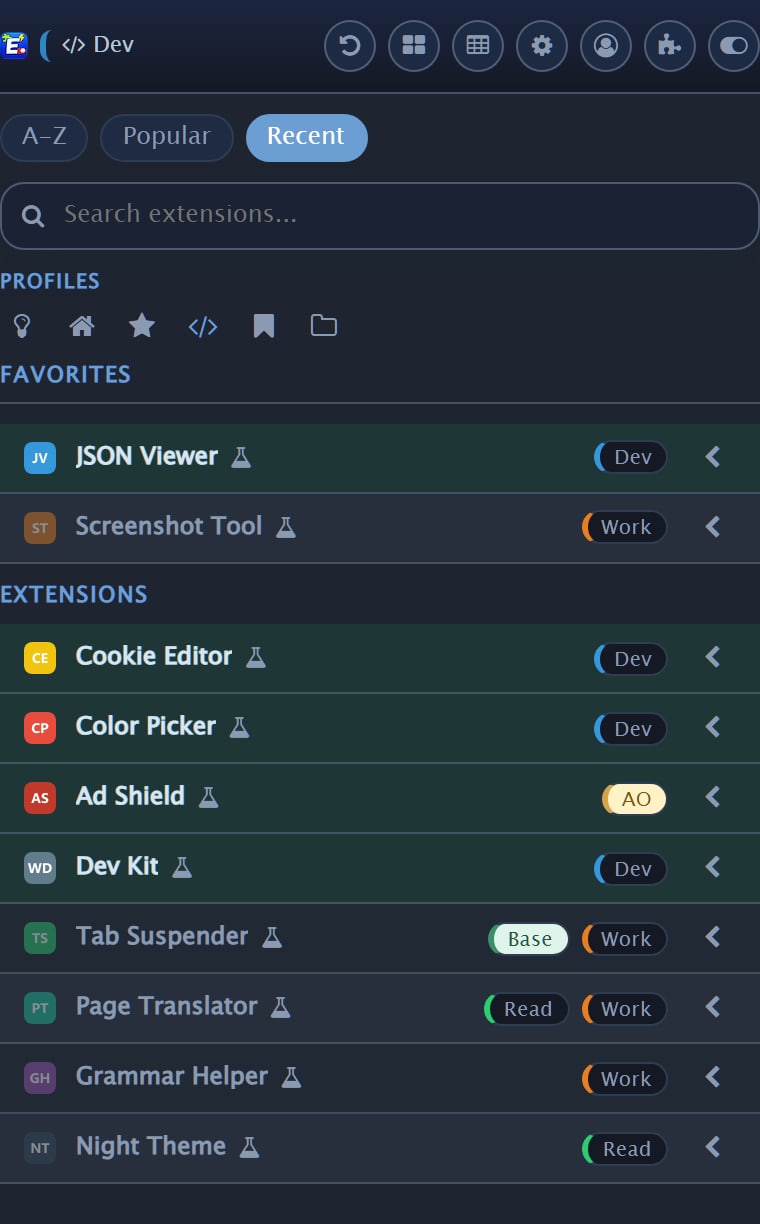 E
</> Dev
A–Z Popular Recent
Search extensions...
PROFILES
FAVORITES
JV JSON Viewer Dev
ST Screenshot Tool Work
EXTENSIONS
CE Cookie Editor Dev
CP Color Picker Dev
AS Ad Shield AO
WD Dev Kit Dev
TS Tab Suspender Base Work
PT Page Translator Read Work
GH Grammar Helper Work
NT Night Theme Read